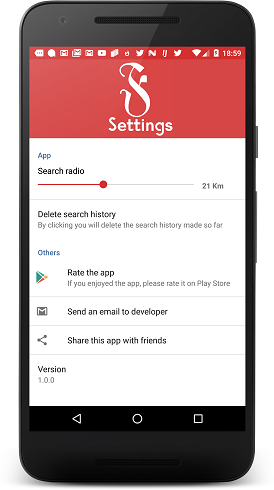 18:59
Settings
App
Search radio
21 Km
Delete search history
By clicking you will delete the search history made so far
Others
Rate the app
If you enjoyed the app, please rate it on Play Store
Send an email to developer
Share this app with friends
Version
1.0.0